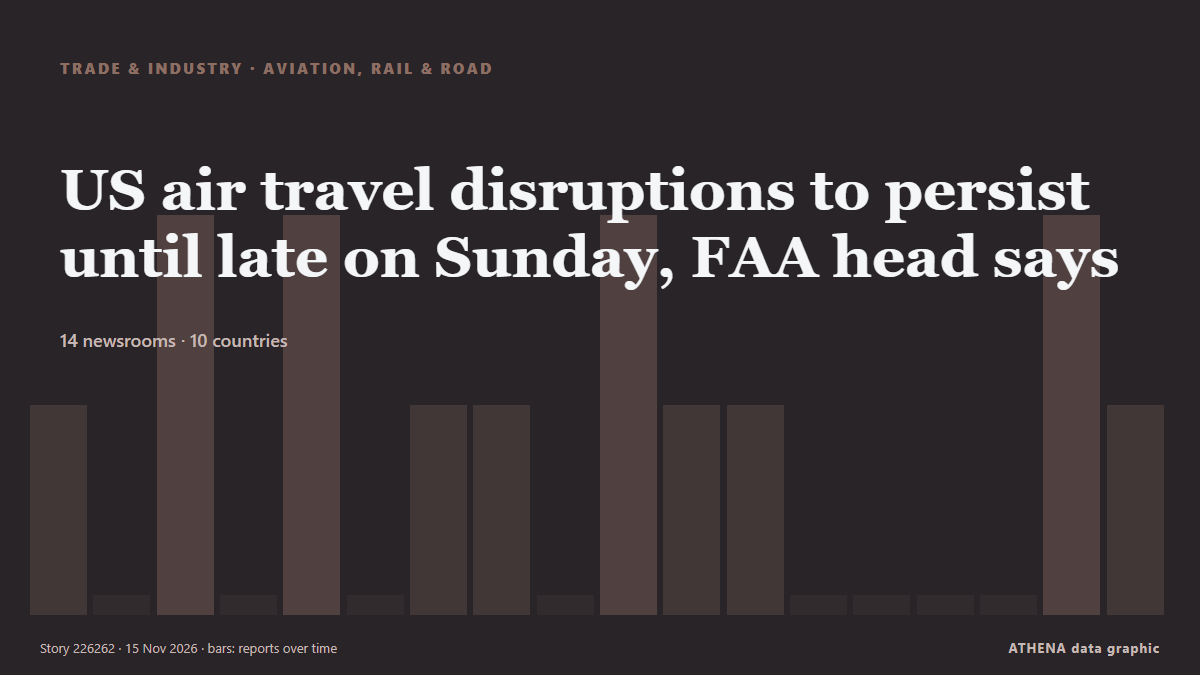 TRADE & INDUSTRY · AVIATION, RAIL & ROAD
US air travel disruptions to persist
until late on Sunday, FAA head says
14 newsrooms · 10 countries
Story 226262 · 15 Nov 2026 · bars: reports over time
ATHENA data graphic